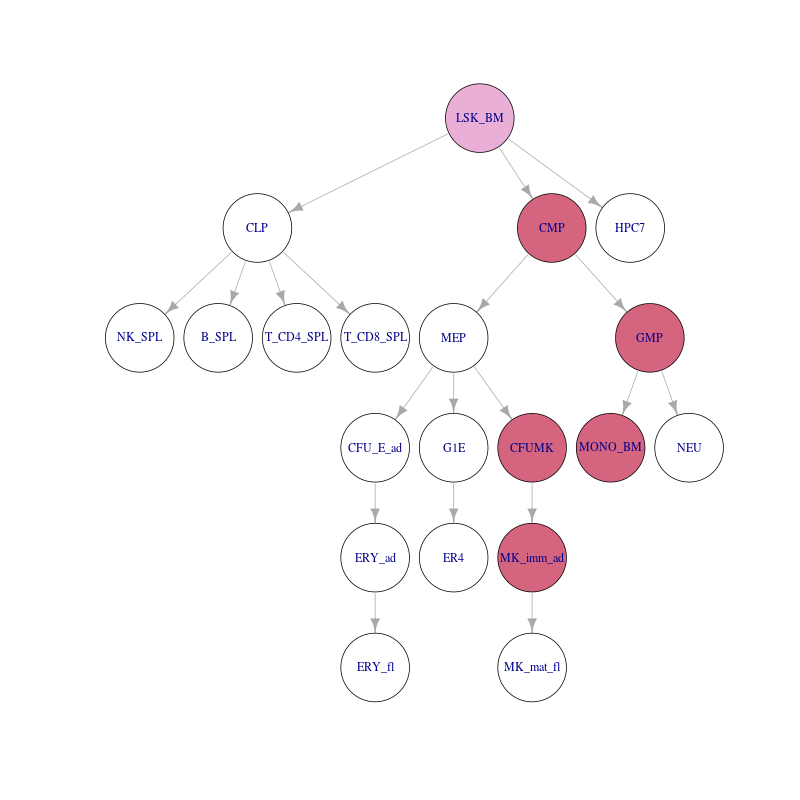 LSK_BM
CLP
CMP
HPC7
NK_SPL
B_SPL
T_CD4_SPL
T_CD8_SPL
MEP
GMP
CFU_E_ad
G1E
CFUMK
MONO_BM
NEU
ERY_ad
ER4
MK_imm_ad
ERY_fl
MK_mat_fl